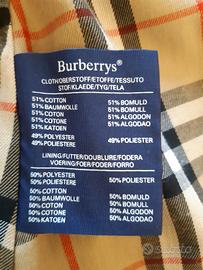 Burberrys®
CLOTH/OBERSTOFF/ETOFFE/TESSUTO
STOF/KLAEDE/TYG/TELA
51% COTTON 51% BOMULD
51% BAUMWOLLE 51% BOMULL
51% COTON 51% ALGODON
51% COTONE 51% ALGODAO
51% KATOEN
49% POLYESTER 49% POLIESTER
49% POLIESTERE
LINING/FUTTER/DOUBLURE/FODERA
VOERING/FOER/FODER/FORRO
50% POLYESTER 50% POLIESTER
50% POLIESTERE
50% COTTON 50% BOMULD
50% BAUMWOLLE 50% BOMULL
50% COTON 50% ALGODON
50% COTONE 50% ALGODAO
50% KATOEN
subito